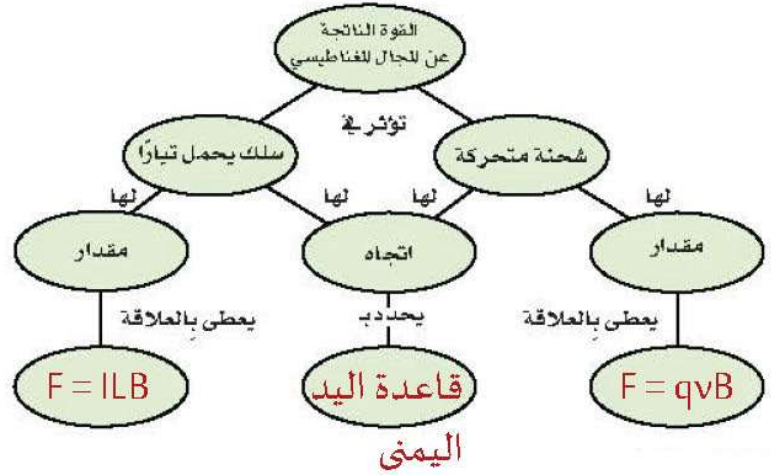 القوة الناتجة
عن المجال المغناطيسي
تؤثر في
شحنة متحركة
سلك يحمل تيارًا
لها
لها
لها
لها
مقدار
اتجاه
مقدار
يعطى بالعلاقة
يحدد بـ
يعطى بالعلاقة
F = qvB
قاعدة اليد
اليمنى
F = ILB